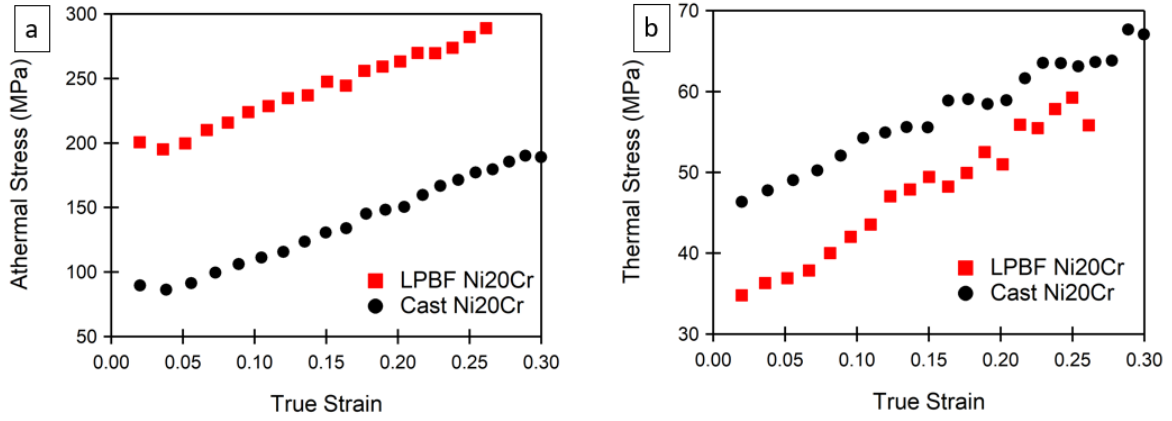 a
300
250
200
150
100
50
Athermal Stress (MPa)
LPBF Ni20Cr
Cast Ni20Cr
0.00 0.05 0.10 0.15 0.20 0.25 0.30
True Strain
b
70
60
50
40
30
Thermal Stress (MPa)
LPBF Ni20Cr
Cast Ni20Cr
0.00 0.05 0.10 0.15 0.20 0.25 0.30
True Strain